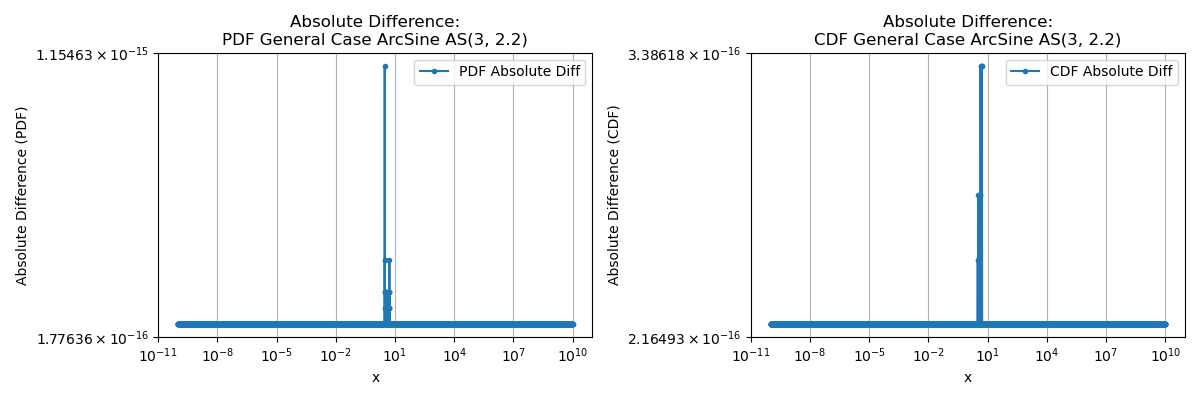 Absolute Difference:
PDF General Case ArcSine AS(3, 2.2)
1.15463 × 10⁻¹⁵
PDF Absolute Diff
Absolute Difference (PDF)
1.77636 × 10⁻¹⁶
10⁻¹¹ 10⁻⁸ 10⁻⁵ 10⁻² 10¹ 10⁴ 10⁷ 10¹⁰
x
Absolute Difference:
CDF General Case ArcSine AS(3, 2.2)
3.38618 × 10⁻¹⁶
CDF Absolute Diff
Absolute Difference (CDF)
2.16493 × 10⁻¹⁶
10⁻¹¹ 10⁻⁸ 10⁻⁵ 10⁻² 10¹ 10⁴ 10⁷ 10¹⁰
x